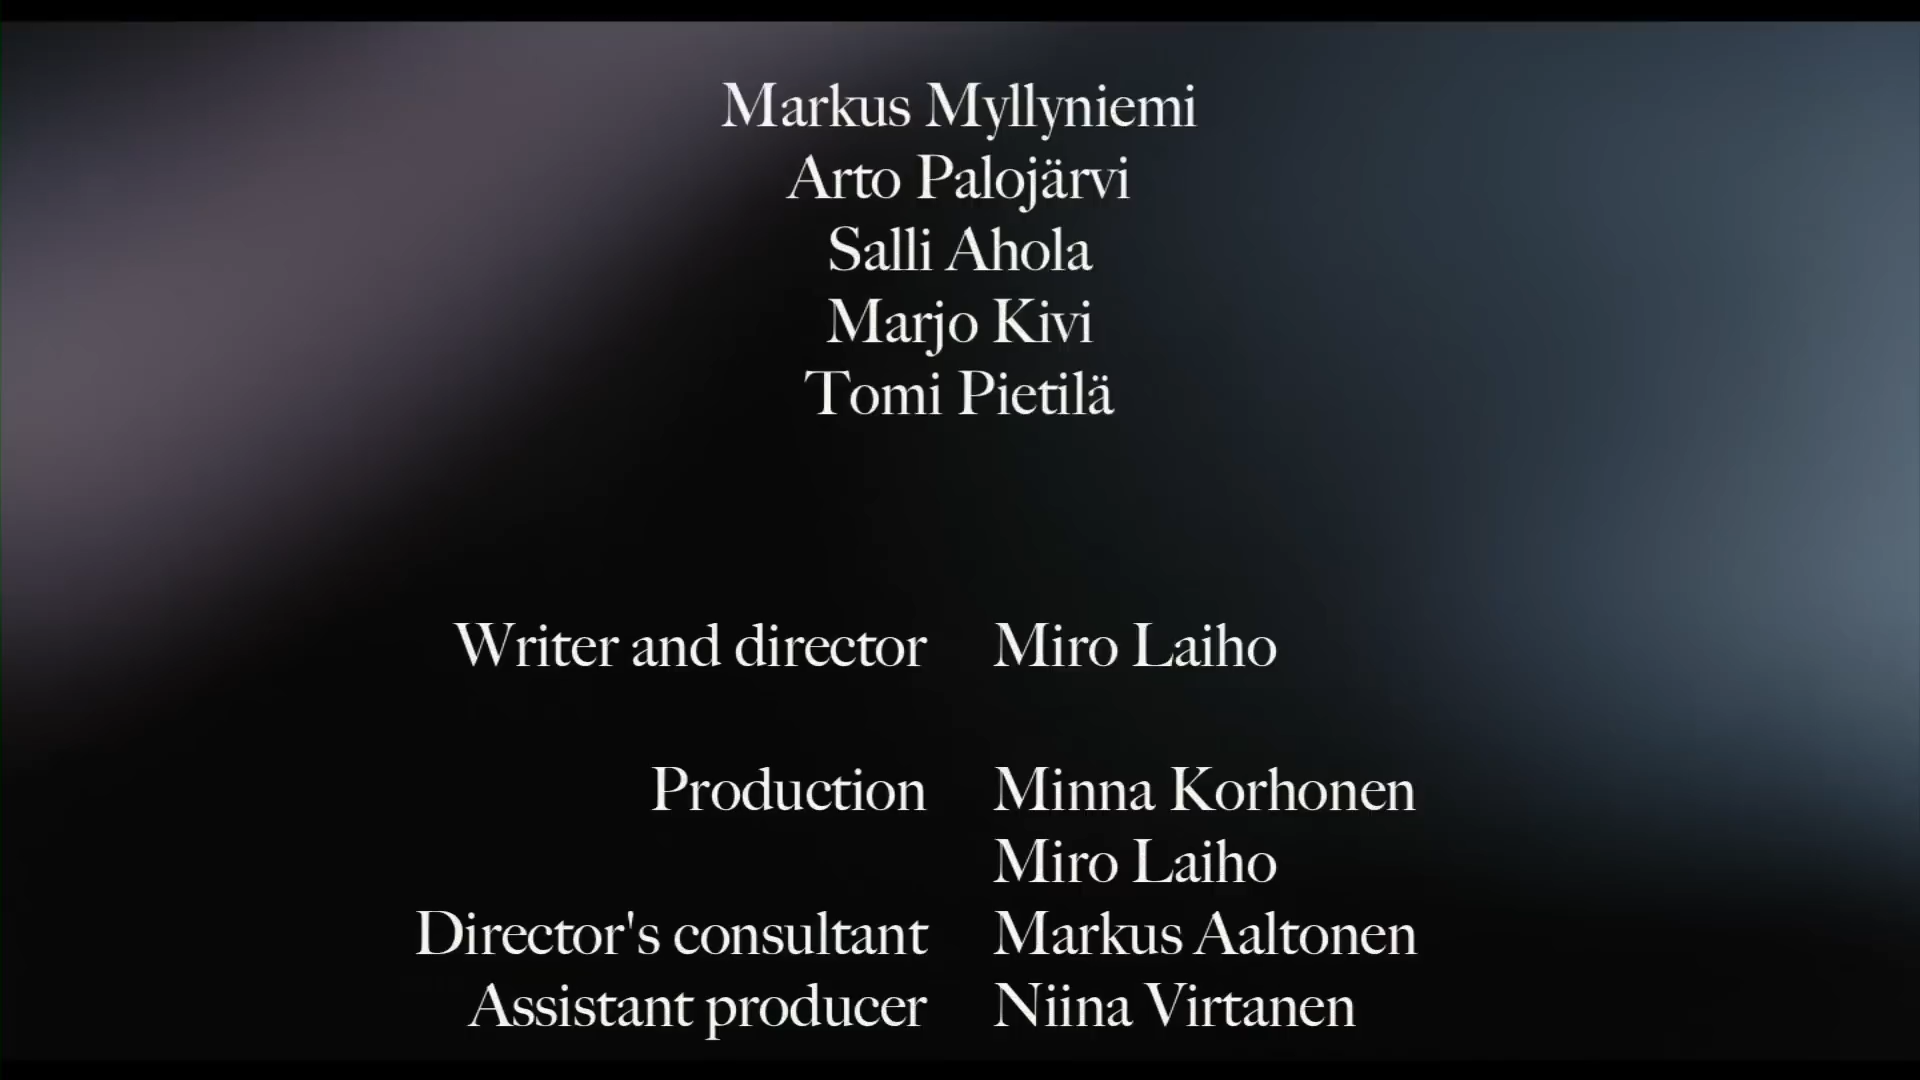 Markus Myllyniemi
Arto Palojärvi
Salli Ahola
Marjo Kivi
Tomi Pietilä
Writer and director Miro Laiho
Production Minna Korhonen
Miro Laiho
Director's consultant Markus Aaltonen
Assistant producer Niina Virtanen